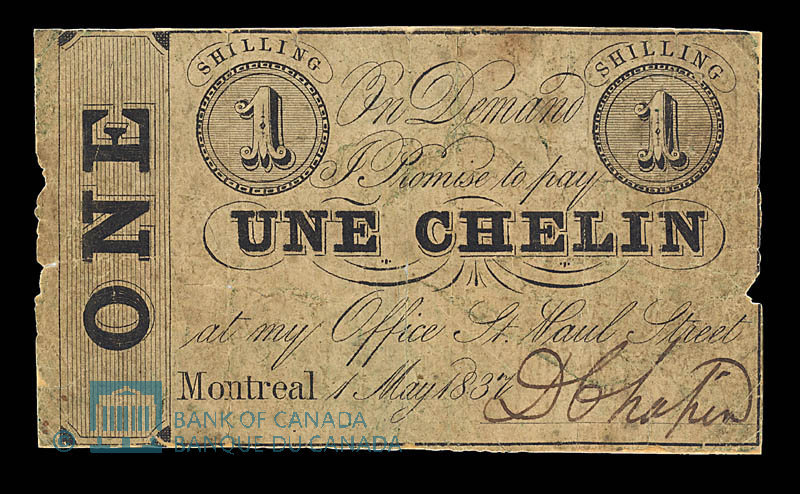 ONE
SHILLING
1
SHILLING
1
On Demand
I Promise to pay
UNE CHELIN
at my Office St. Paul Street
Montreal 1 May 1837
D Chapin
© BANK OF CANADA
BANQUE DU CANADA